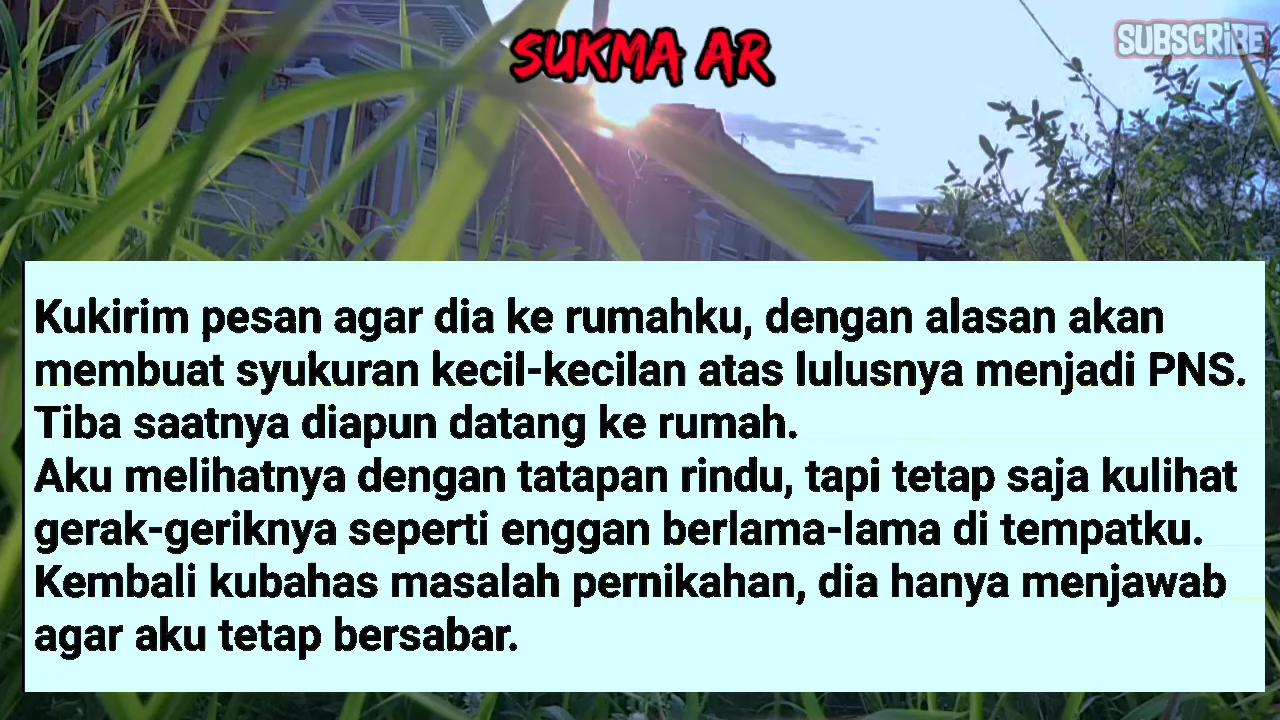 SUKMA AR
SUBSCRIBE
Kukirim pesan agar dia ke rumahku, dengan alasan akan
membuat syukuran kecil-kecilan atas lulusnya menjadi PNS.
Tiba saatnya diapun datang ke rumah.
Aku melihatnya dengan tatapan rindu, tapi tetap saja kulihat
gerak-geriknya seperti enggan berlama-lama di tempatku.
Kembali kubahas masalah pernikahan, dia hanya menjawab
agar aku tetap bersabar.